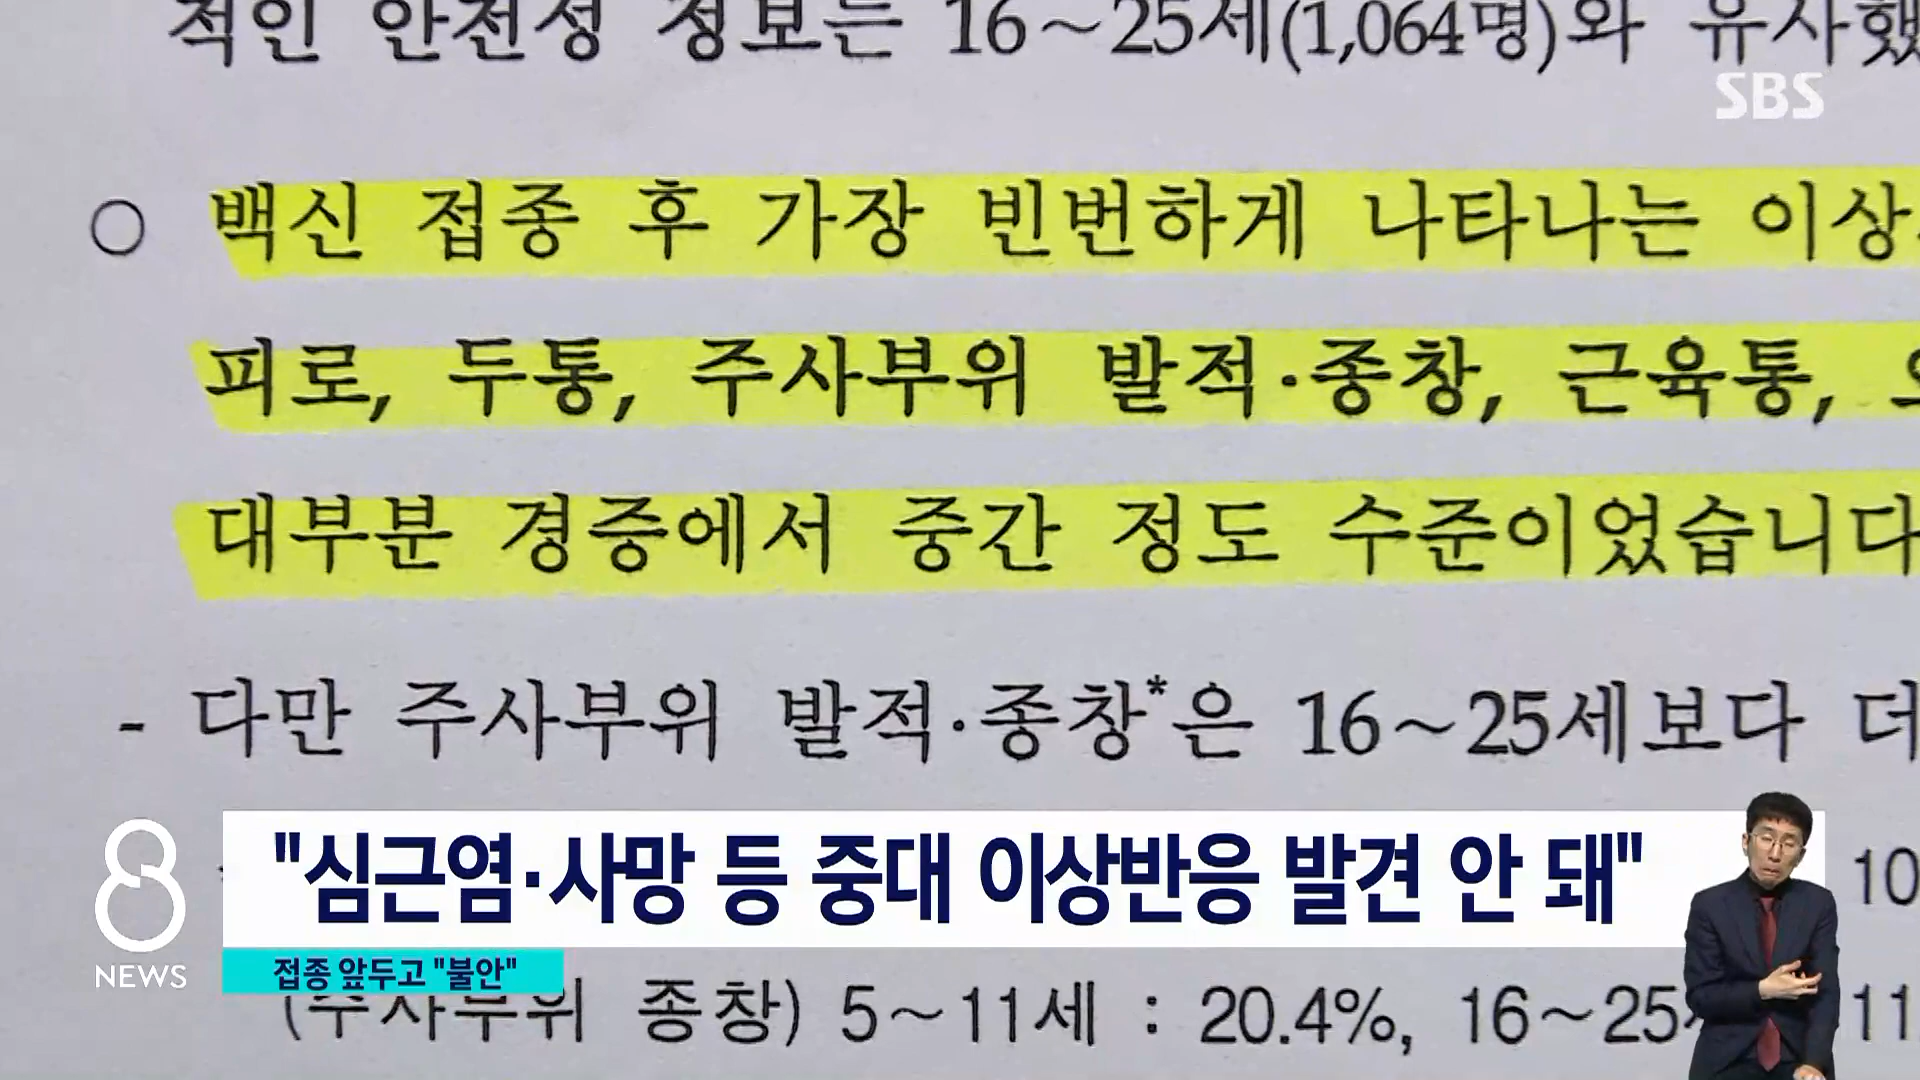 적인 안전성 정보는 16~25세(1,064명)와 유사했
SBS
○ 백신 접종 후 가장 빈번하게 나타나는
피로, 두통, 주사부위 발적·종창, 근육통,
대부분 경증에서 중간 정도 수준이었습니다
- 다만 주사부위 발적·종창*은 16~25세보다 더
"심근염·사망 등 중대 이상반응 발견 안 돼"
10
8 NEWS
접종 앞두고 "불안"
(주사부위 종창) 5~11세 : 20.4%, 16~25 11